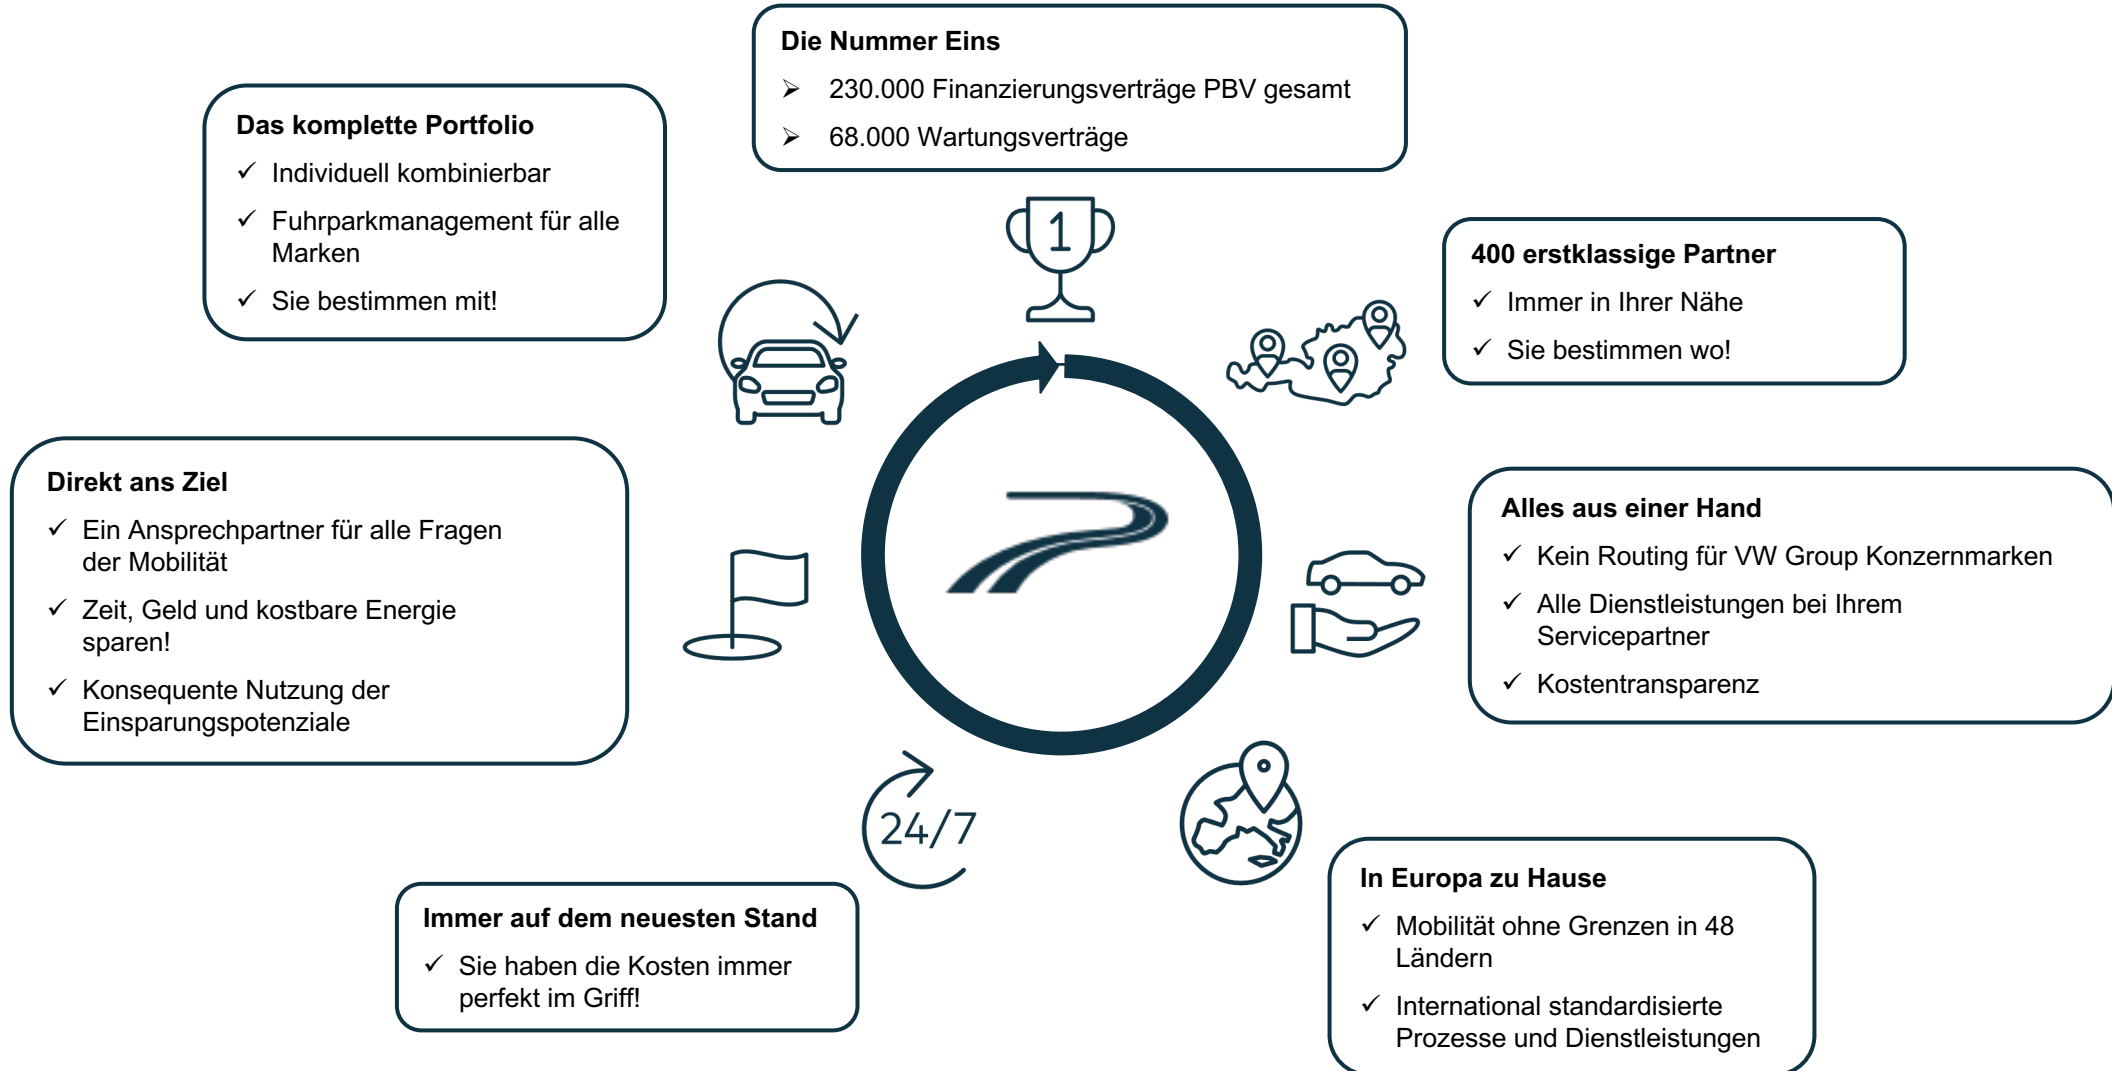 Die Nummer Eins
➢ 230.000 Finanzierungsverträge PBV gesamt
➢ 68.000 Wartungsverträge
1
400 erstklassige Partner
✓ Immer in Ihrer Nähe
✓ Sie bestimmen wo!
Alles aus einer Hand
✓ Kein Routing für VW Group Konzernmarken
✓ Alle Dienstleistungen bei Ihrem
Servicepartner
✓ Kostentransparenz
In Europa zu Hause
✓ Mobilität ohne Grenzen in 48
Ländern
✓ International standardisierte
Prozesse und Dienstleistungen
24/7
Immer auf dem neuesten Stand
✓ Sie haben die Kosten immer
perfekt im Griff!
Direkt ans Ziel
✓ Ein Ansprechpartner für alle Fragen
der Mobilität
✓ Zeit, Geld und kostbare Energie
sparen!
✓ Konsequente Nutzung der
Einsparungspotenziale
Das komplette Portfolio
✓ Individuell kombinierbar
✓ Fuhrparkmanagement für alle
Marken
✓ Sie bestimmen mit!